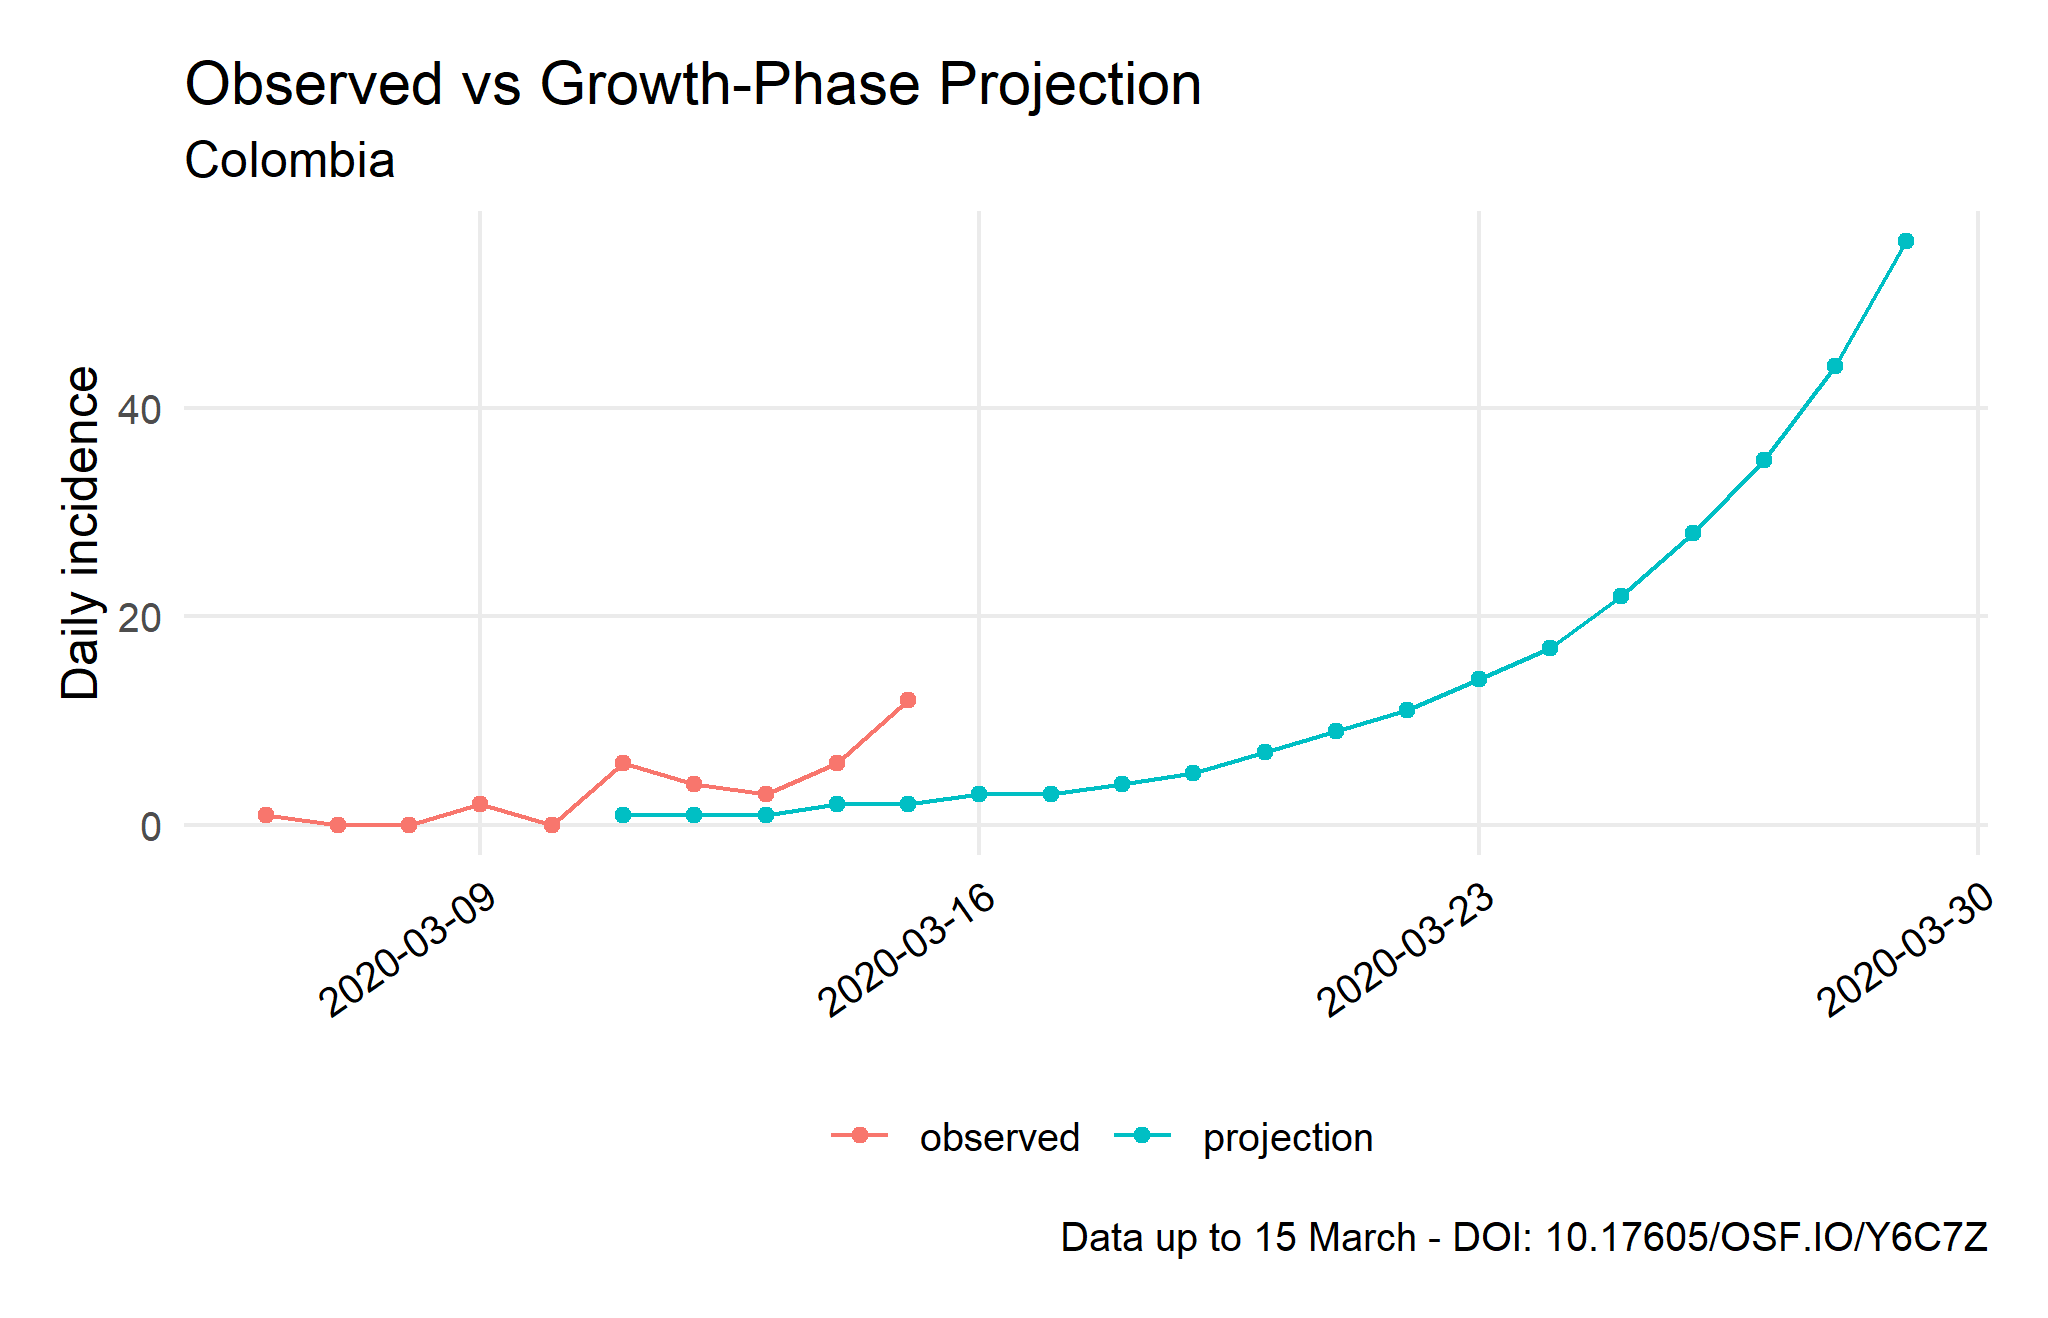 Observed vs Growth-Phase Projection
Colombia
Daily incidence
40
20
0
2020-03-09
2020-03-16
2020-03-23
2020-03-30
observed
projection
Data up to 15 March - DOI: 10.17605/OSF.IO/Y6C7Z